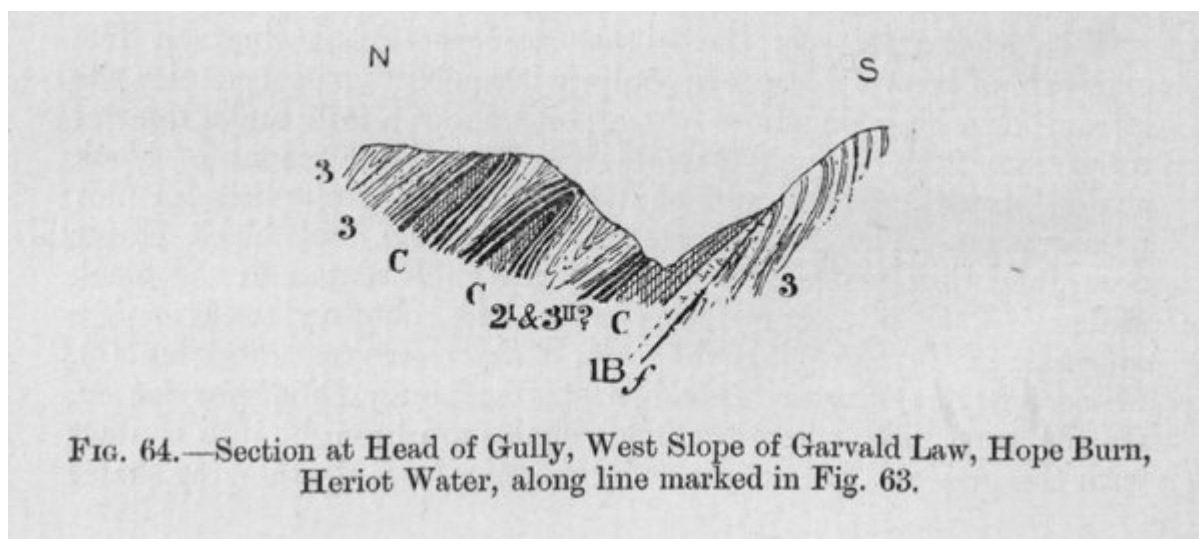 N
S
3
3
C
C
2ᴵ&3ᴵᴵ?
C
3
1B f
FIG. 64.—Section at Head of Gully, West Slope of Garvald Law, Hope Burn,
Heriot Water, along line marked in Fig. 63.